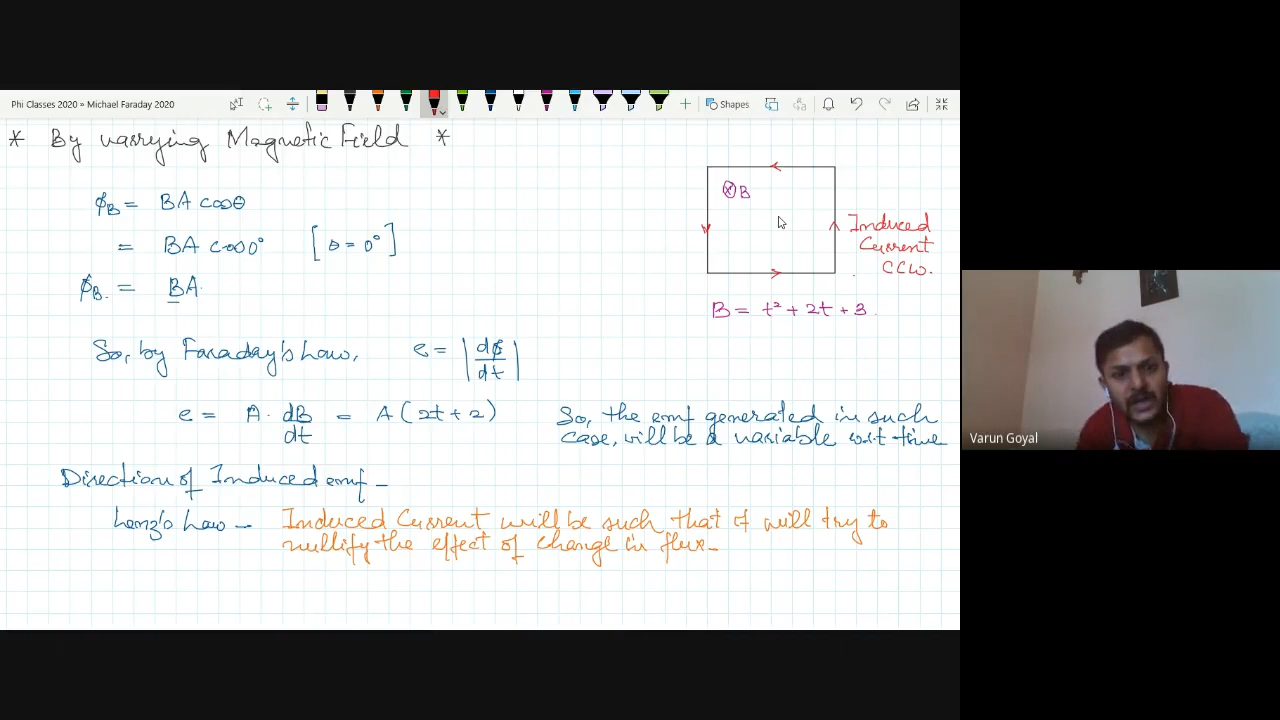 Phi Classes 2020 » Michael Faraday 2020
Shapes
* By varrying Magnetic Field *
ϕB = BA cosθ
= BA cos0° [θ = 0°]
ϕB = BA
⊗B
Induced
Current
CCW.
B = t² + 2t + 3
So, by Faraday's Law, e = |dϕ/dt|
e = A. dB/dt = A(2t+2)
So, the emf generated in such
case, will be a variable w.r.t time
Direction of Induced emf -
Lenz's Law - Induced Current will be such that it will try to
nullify the effect of change in flux -
Varun Goyal